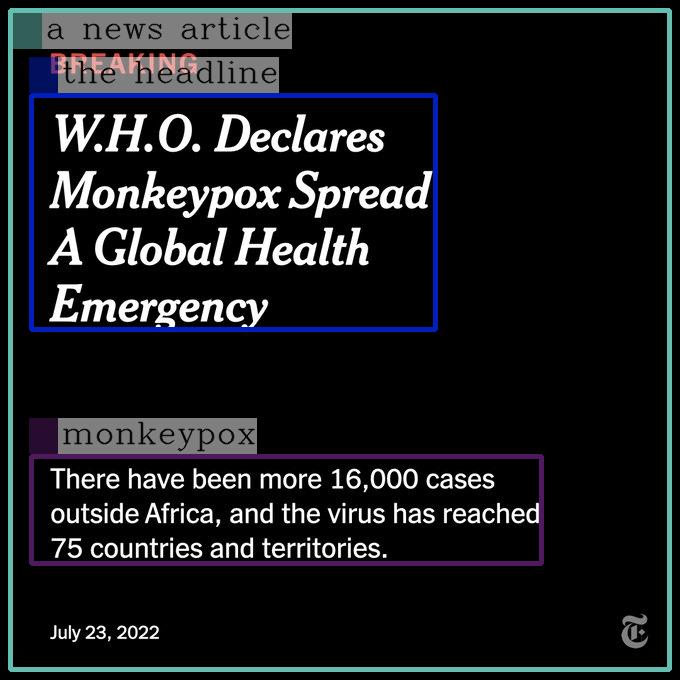 a news article
BREAKING
the headline
W.H.O. Declares
Monkeypox Spread
A Global Health
Emergency
monkeypox
There have been more 16,000 cases
outside Africa, and the virus has reached
75 countries and territories.
July 23, 2022
T